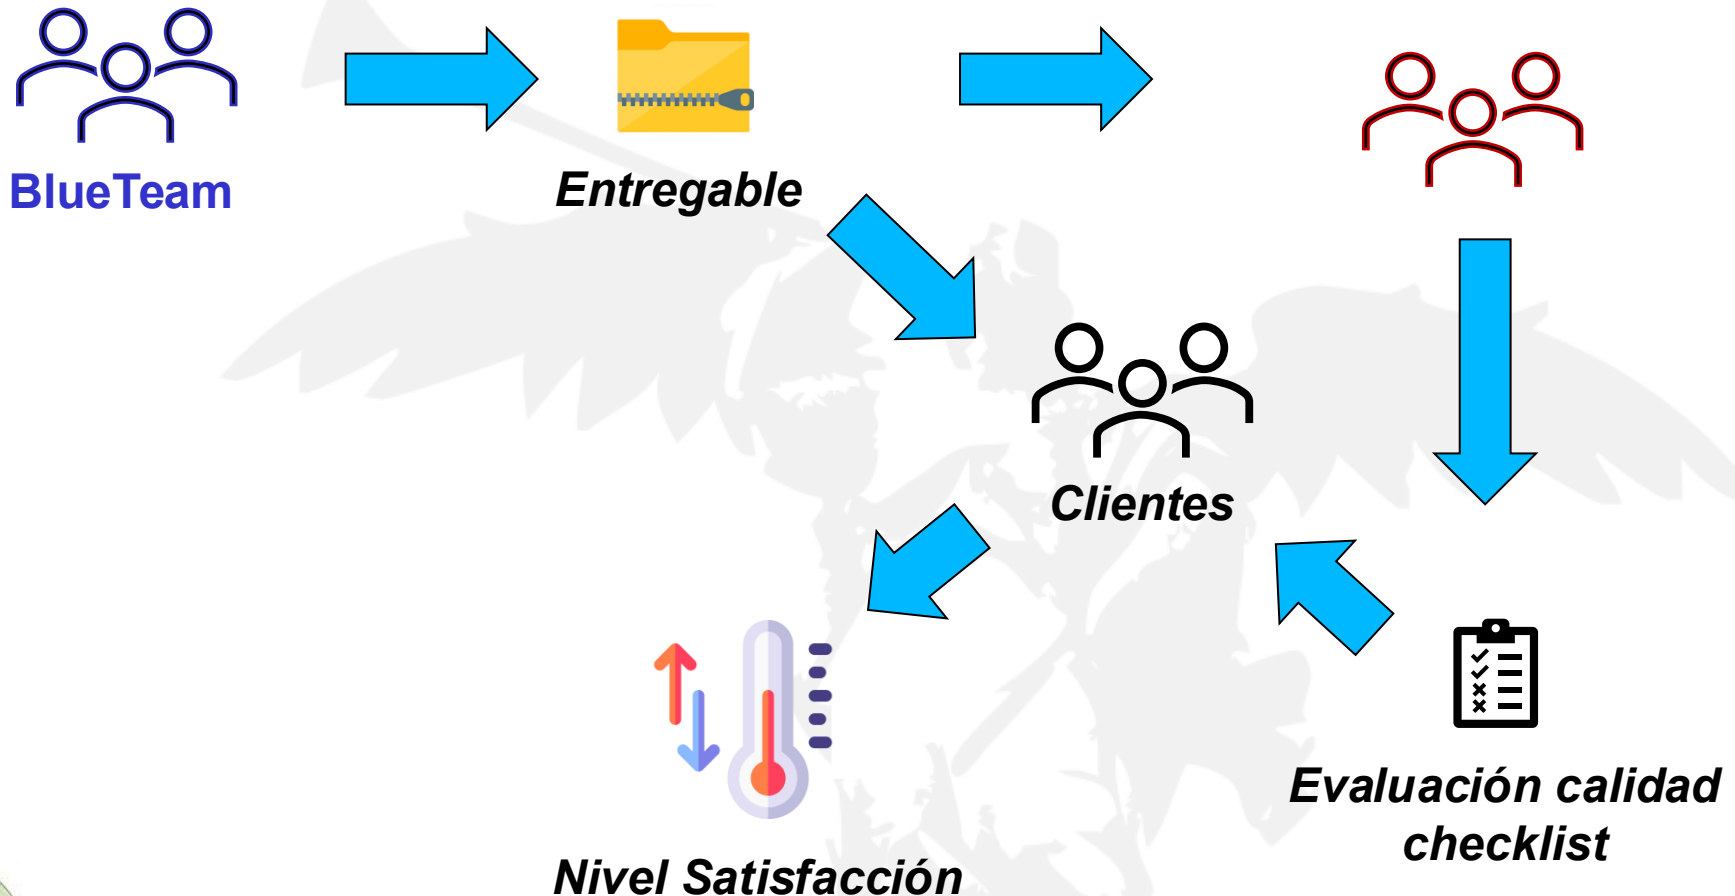 BlueTeam
Entregable
Clientes
Evaluación calidad
checklist
Nivel Satisfacción